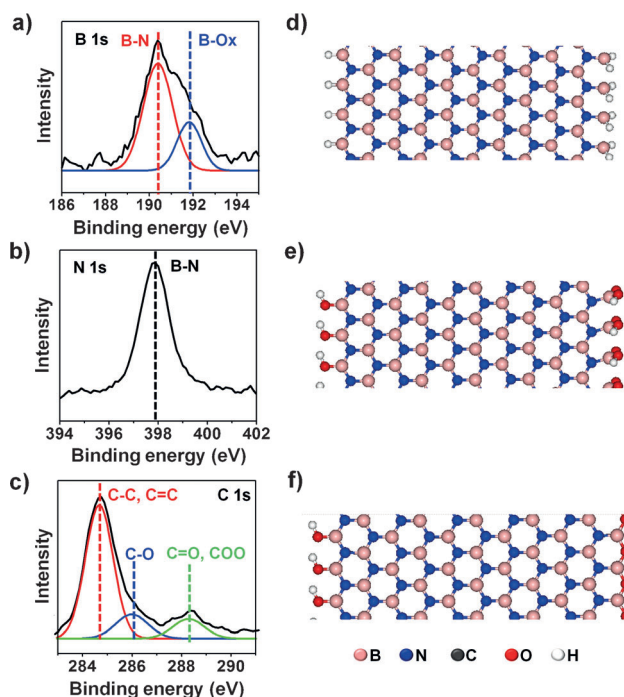 a)
B 1s
B-N
B-Ox
Intensity
186 188 190 192 194
Binding energy (eV)
b)
N 1s
B-N
Intensity
394 396 398 400 402
Binding energy (eV)
c)
C-C, C=C
C 1s
C-O
C=O, COO
Intensity
284 286 288 290
Binding energy (eV)
d)
e)
f)
B N C O H